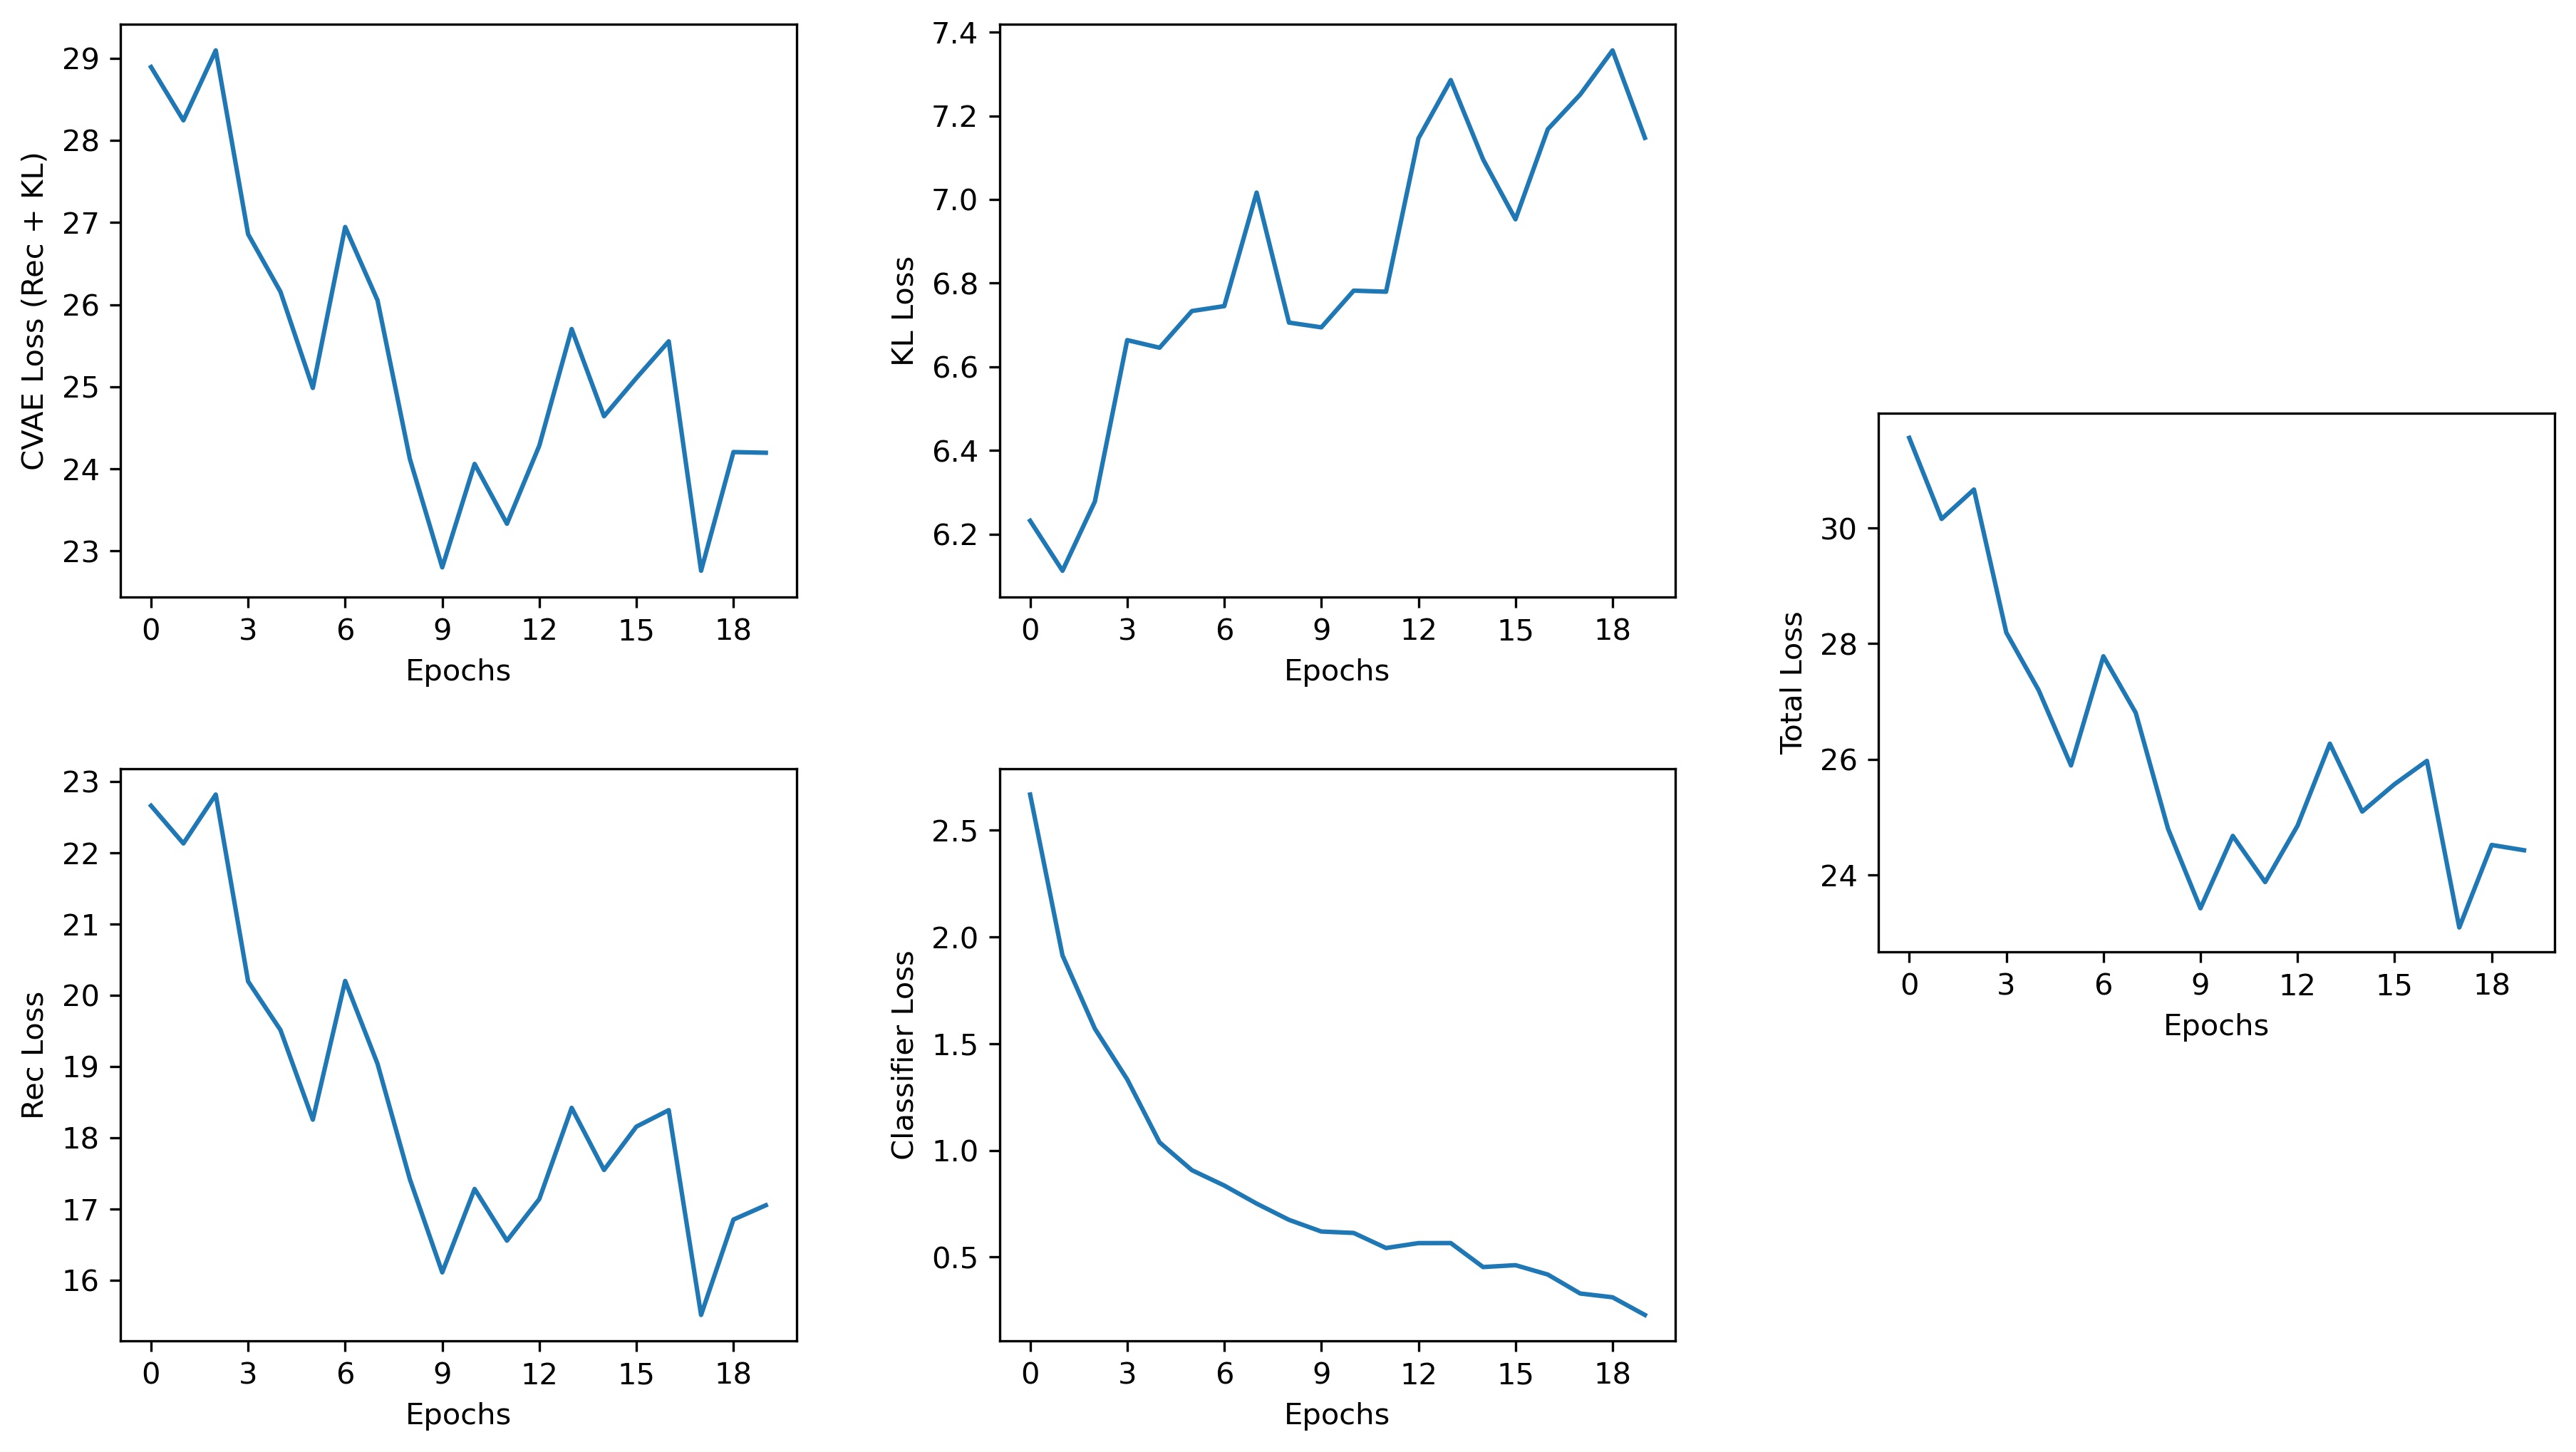 CVAE Loss (Rec + KL)
29
28
27
26
25
24
23
0 3 6 9 12 15 18
Epochs
KL Loss
7.4
7.2
7.0
6.8
6.6
6.4
6.2
0 3 6 9 12 15 18
Epochs
Rec Loss
23
22
21
20
19
18
17
16
0 3 6 9 12 15 18
Epochs
Classifier Loss
2.5
2.0
1.5
1.0
0.5
0 3 6 9 12 15 18
Epochs
Total Loss
30
28
26
24
0 3 6 9 12 15 18
Epochs